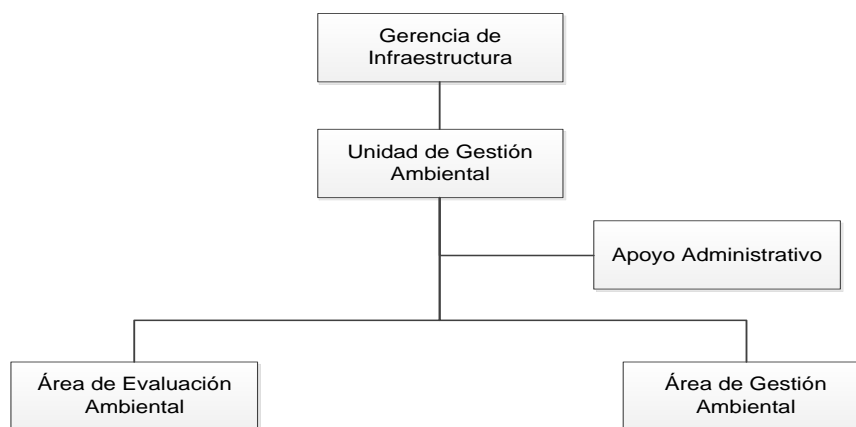 Gerencia de
Infraestructura
Unidad de Gestión
Ambiental
Apoyo Administrativo
Área de Evaluación
Ambiental
Área de Gestión
Ambiental